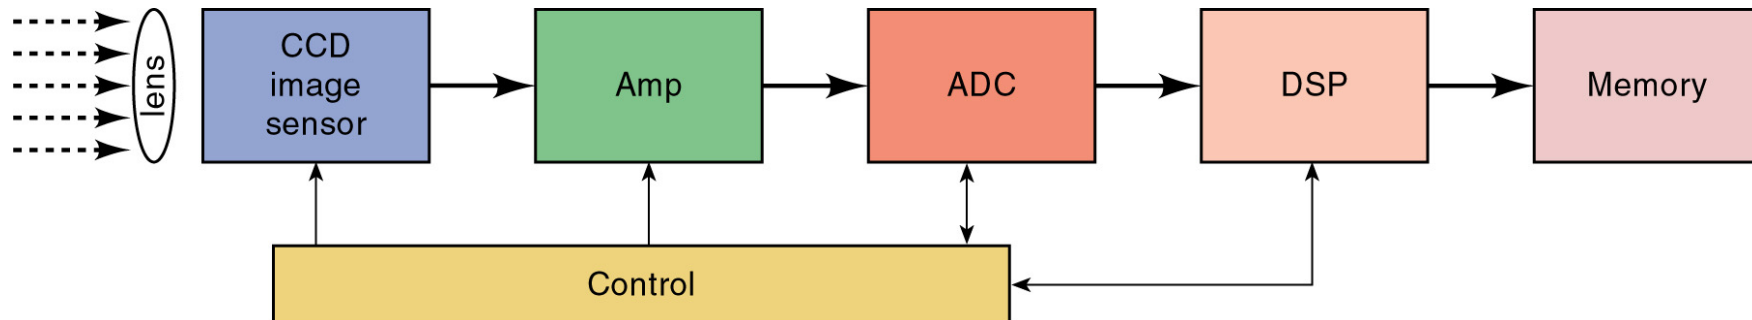 lens
CCD
image
sensor
Amp
ADC
DSP
Memory
Control